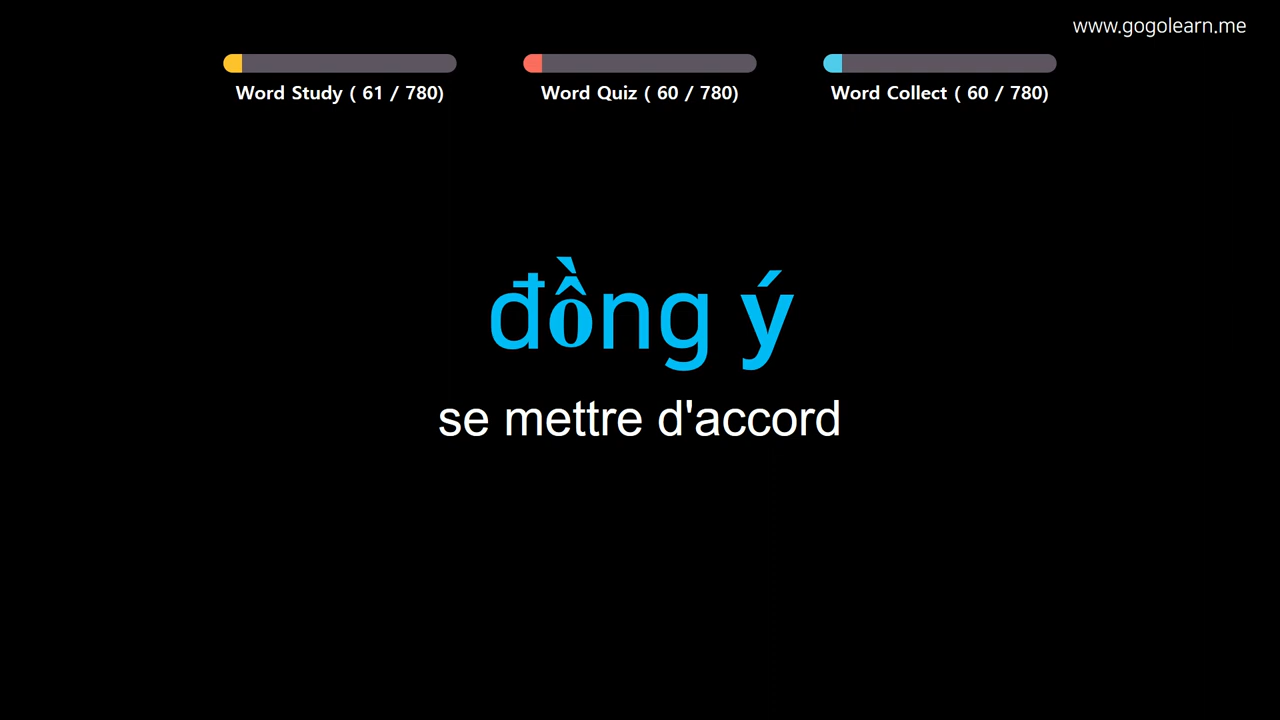 www.gogolearn.me
Word Study ( 61 / 780)
Word Quiz ( 60 / 780)
Word Collect ( 60 / 780)
đồng ý
se mettre d'accord